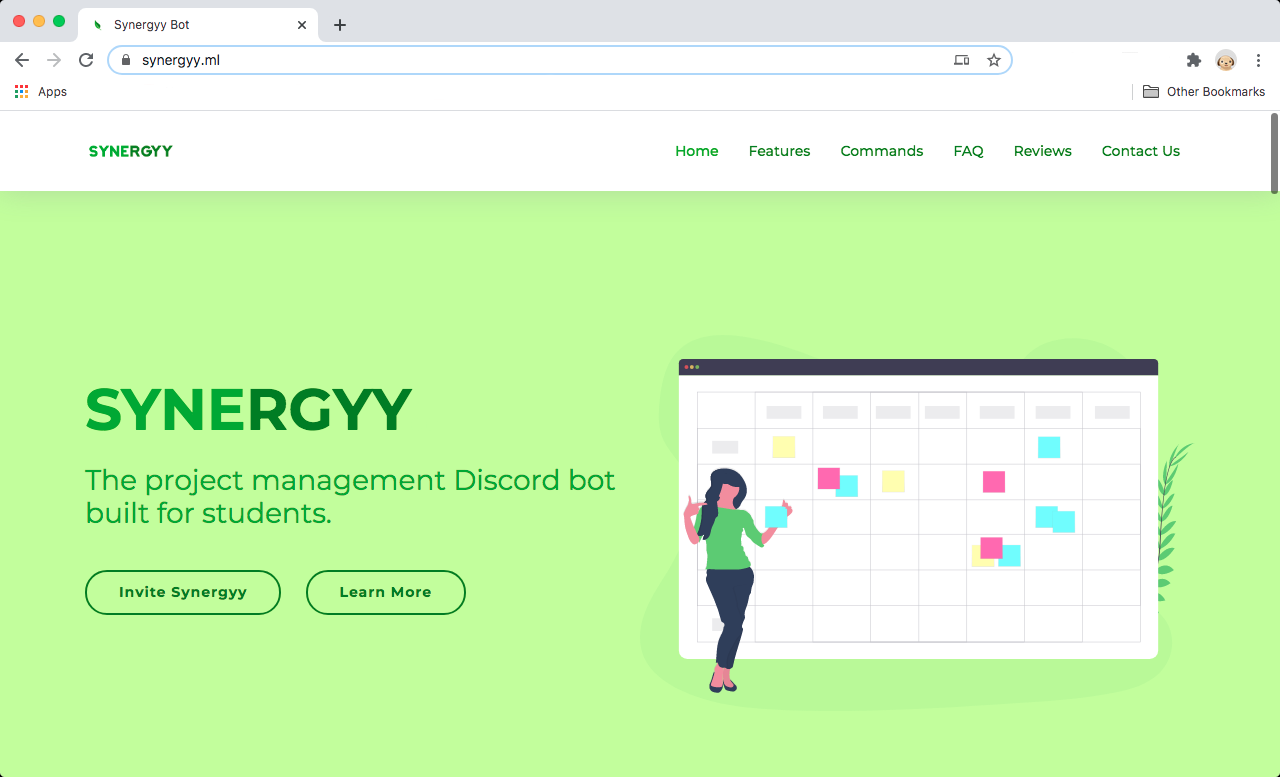 Synergyy Bot
synergyy.ml
Apps
Other Bookmarks
SYNERGYY
Home
Features
Commands
FAQ
Reviews
Contact Us
SYNERGYY
The project management Discord bot
built for students.
Invite Synergyy
Learn More